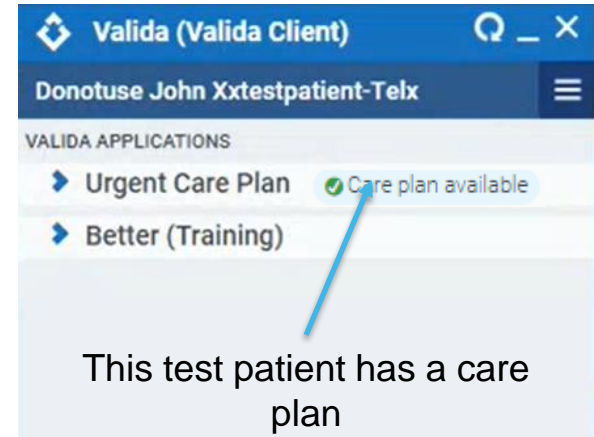 Valida (Valida Client)
Donotuse John Xxtestpatient-Telx
VALIDA APPLICATIONS
Urgent Care Plan Care plan available
Better (Training)
This test patient has a care
plan